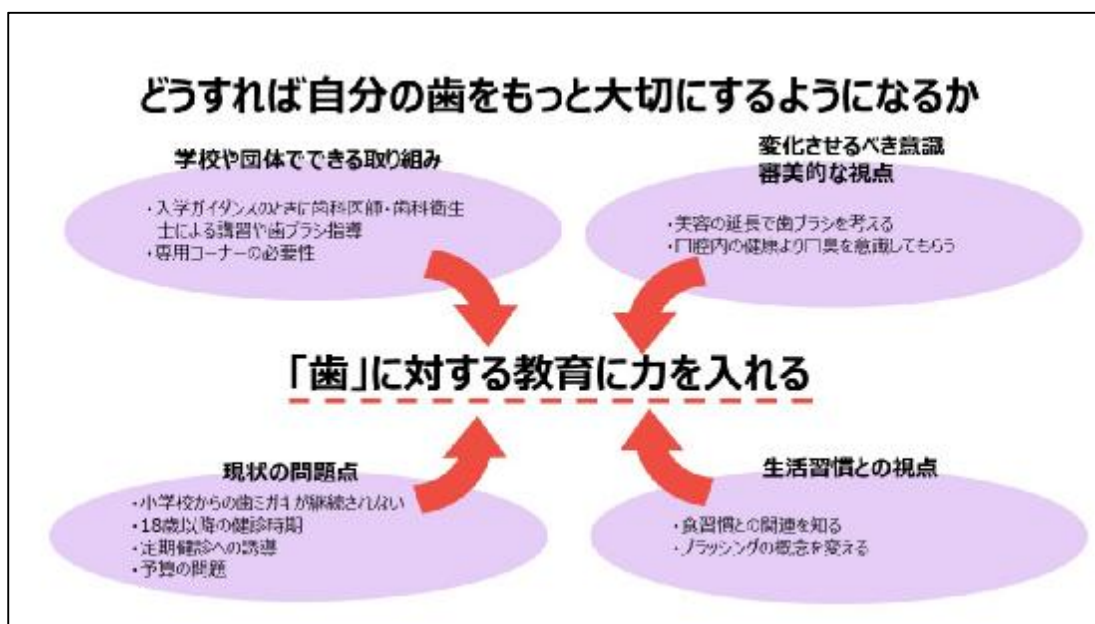 どうすれば自分の歯をもっと大切にするようになるか
学校や団体でできる取り組み
・入学ガイダンスのときに歯科医師・歯科衛生
士による講習や歯ブラシ指導
・専用コーナーの必要性
変化させるべき意識
審美的な視点
・美容の延長で歯ブラシを考える
・口腔内の健康より口臭を意識してもらう
「歯」に対する教育に力を入れる
現状の問題点
・小学校からの歯ミガキが継続されない
・18歳以降の健診時期
・定期健診への誘導
・予算の問題
生活習慣との視点
・食習慣との関連を知る
・ブラッシングの概念を変える